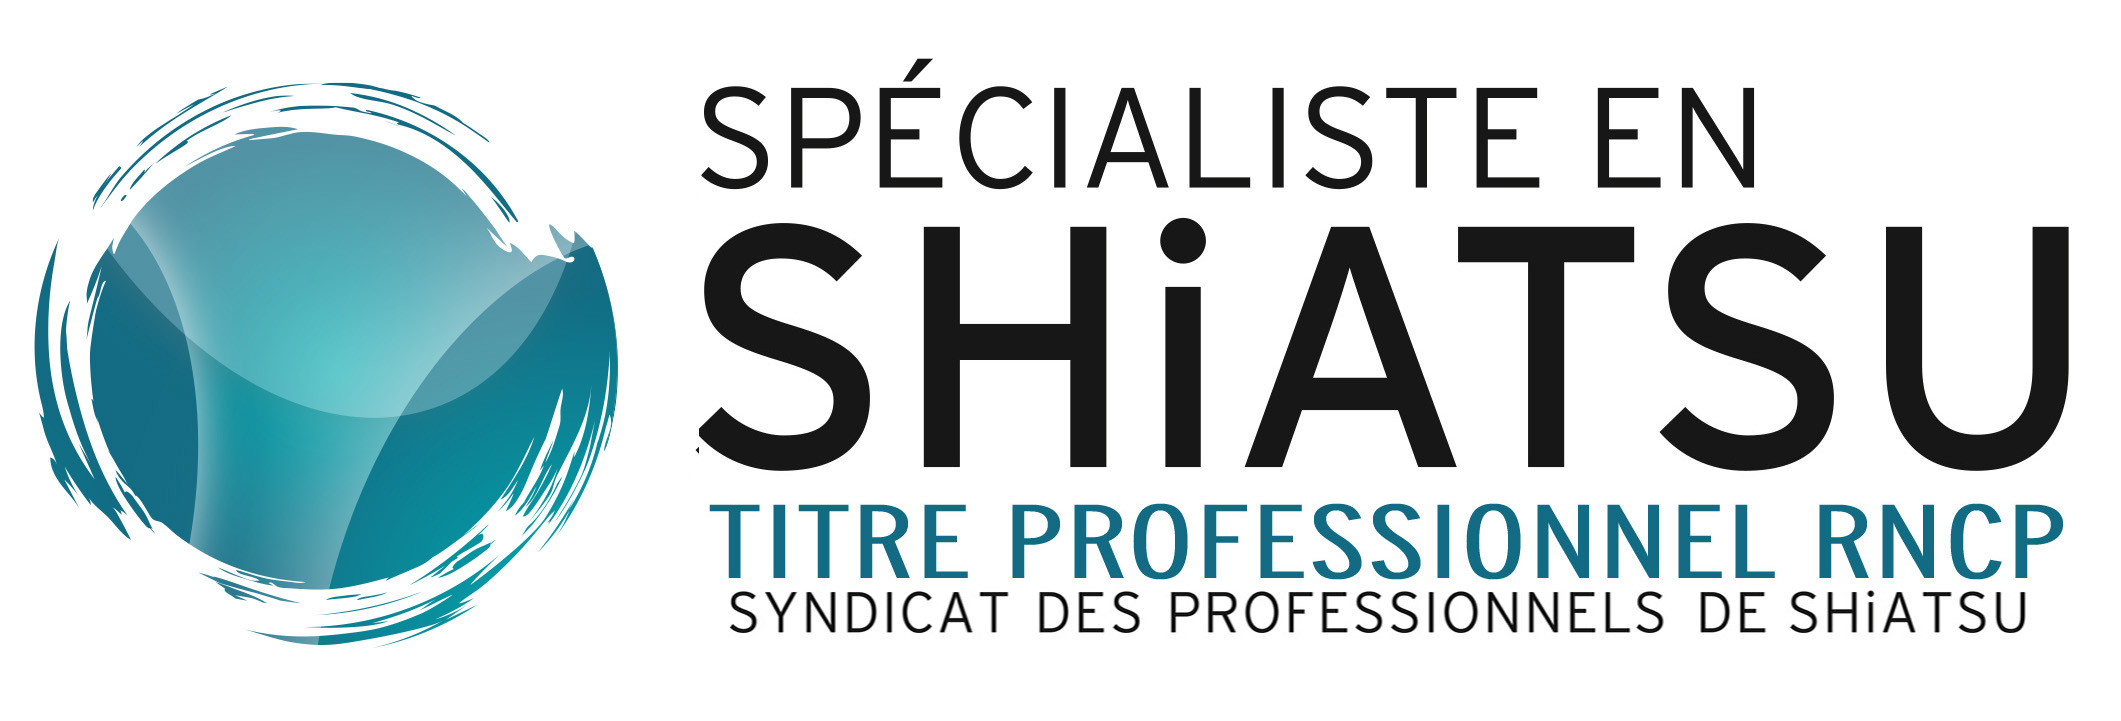 SPÉCIALISTE EN
SHiATSU
TITRE PROFESSIONNEL RNCP
SYNDICAT DES PROFESSIONNELS DE SHiATSU